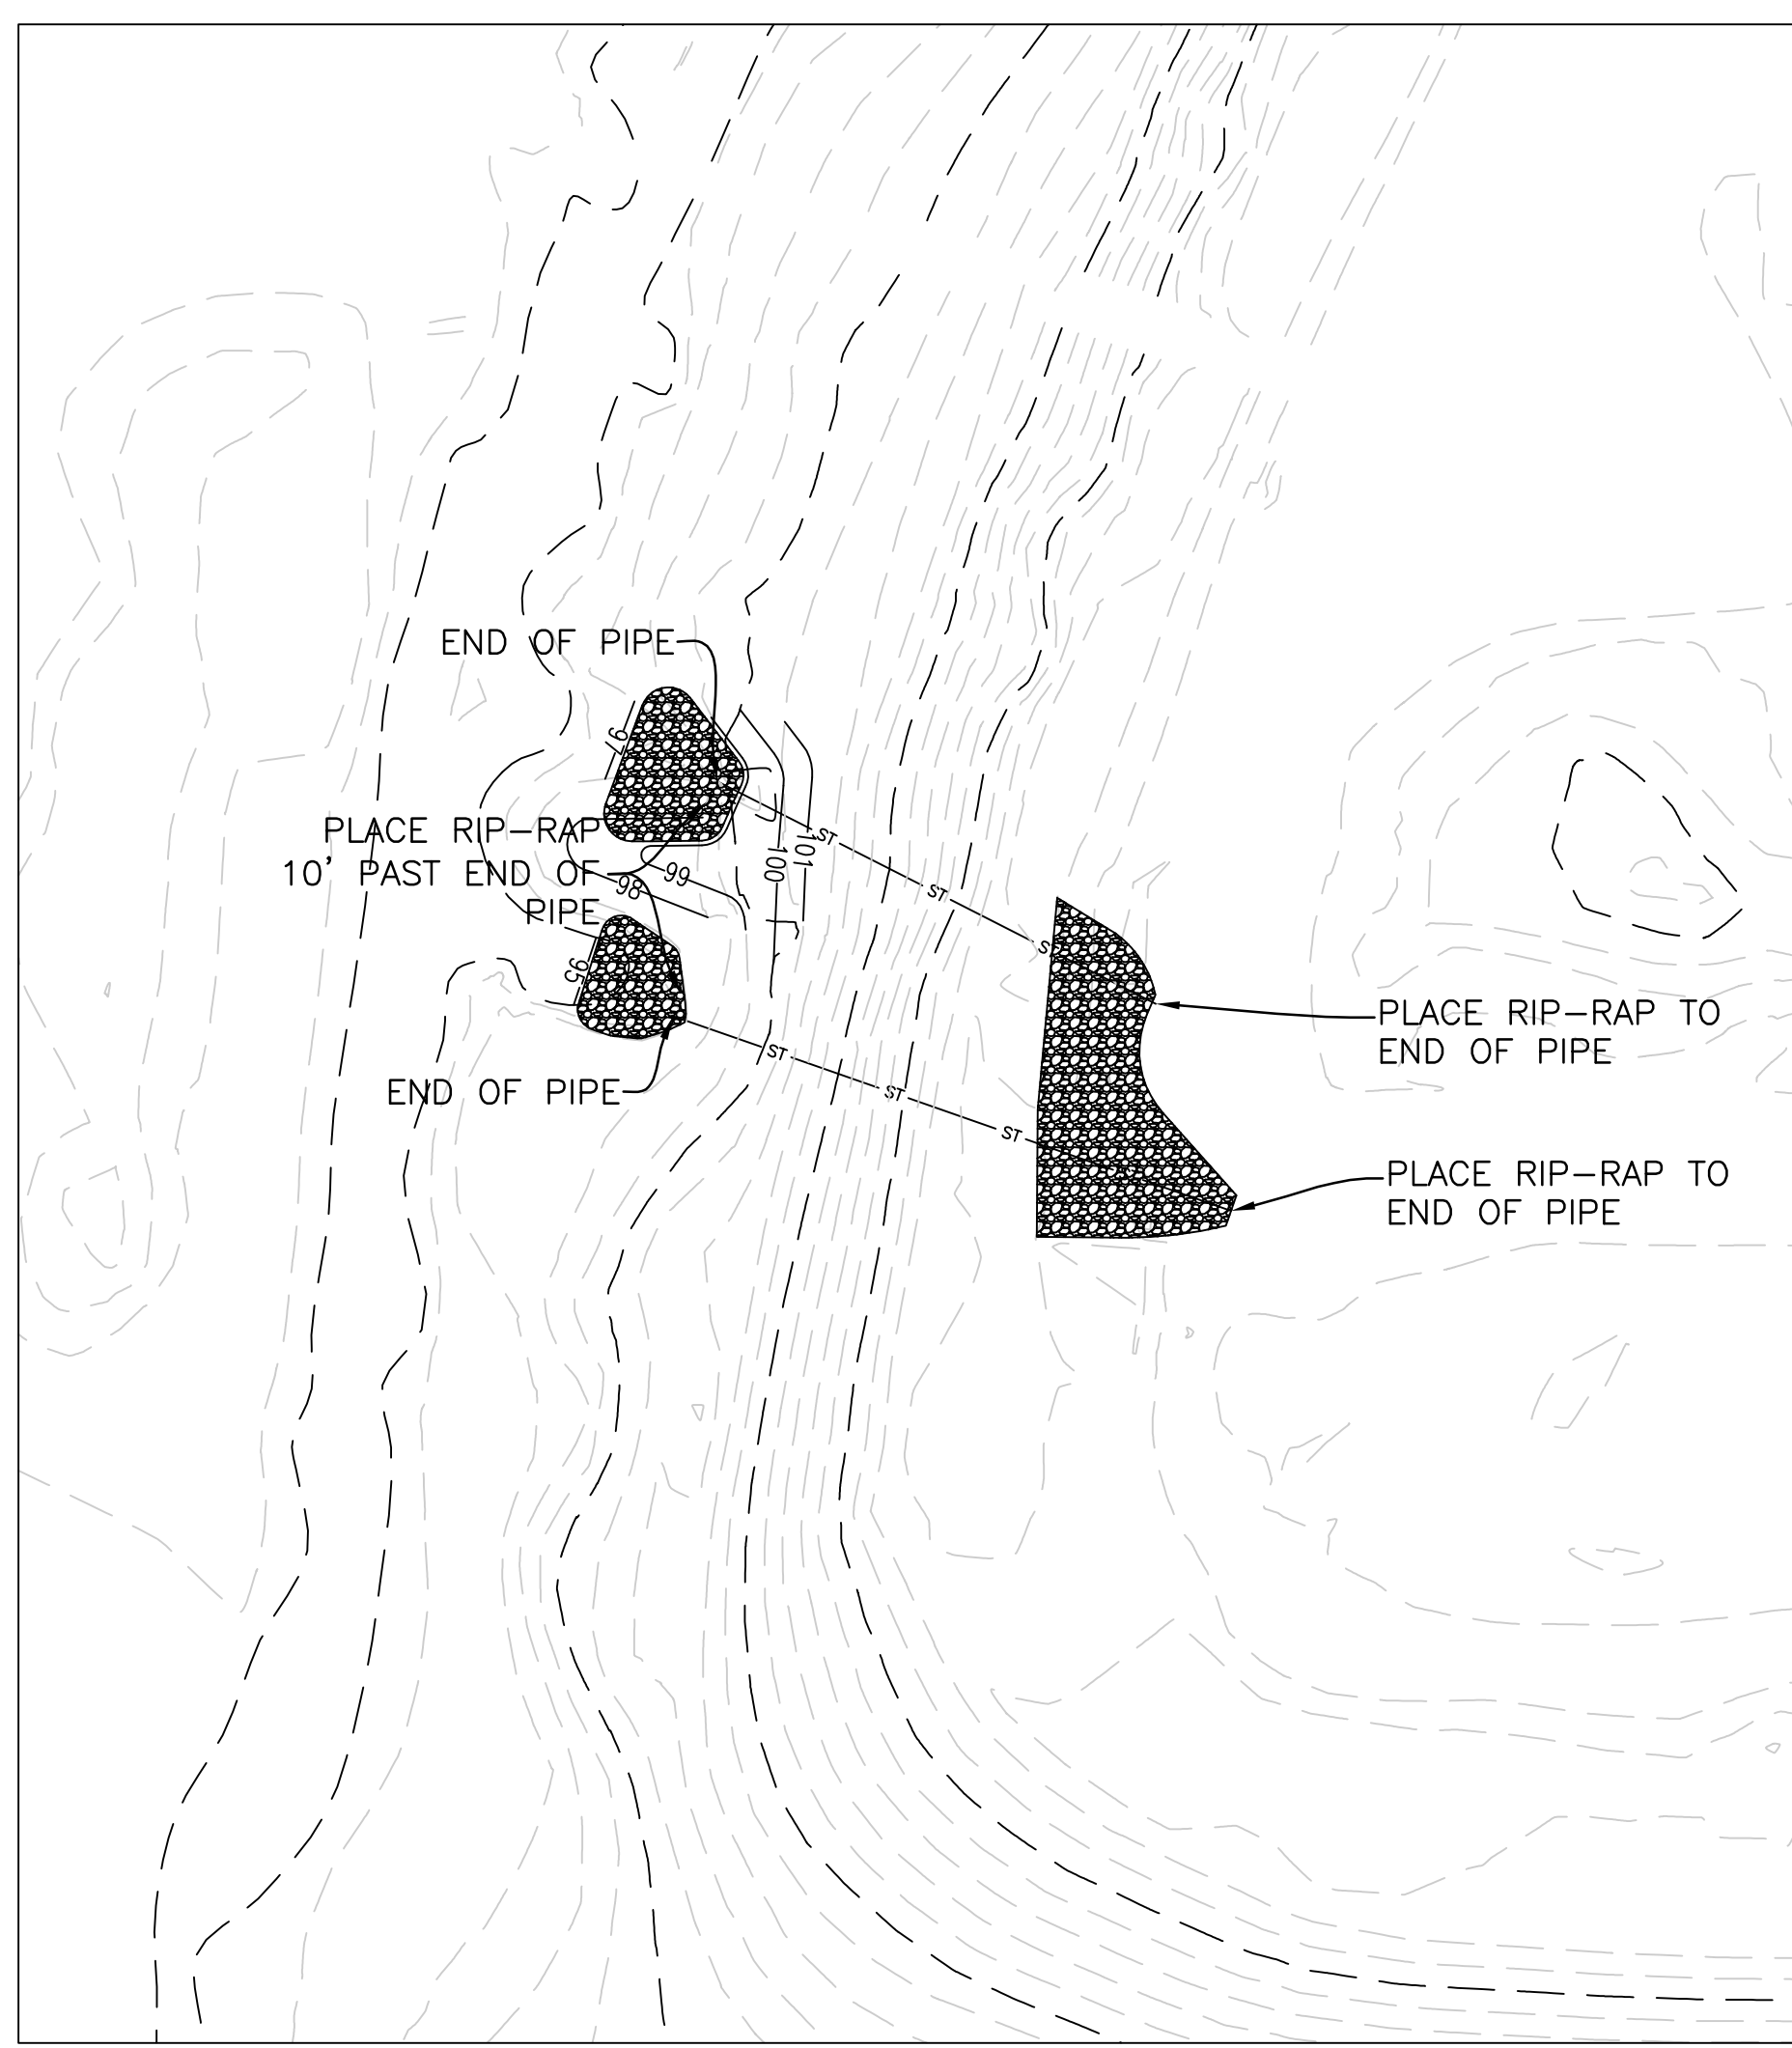 END OF PIPE
97
PLACE RIP-RAP
10' PAST END OF
PIPE
98
99
100
101
ST
ST
ST
95
END OF PIPE
ST
ST
ST
PLACE RIP-RAP TO
END OF PIPE
PLACE RIP-RAP TO
END OF PIPE